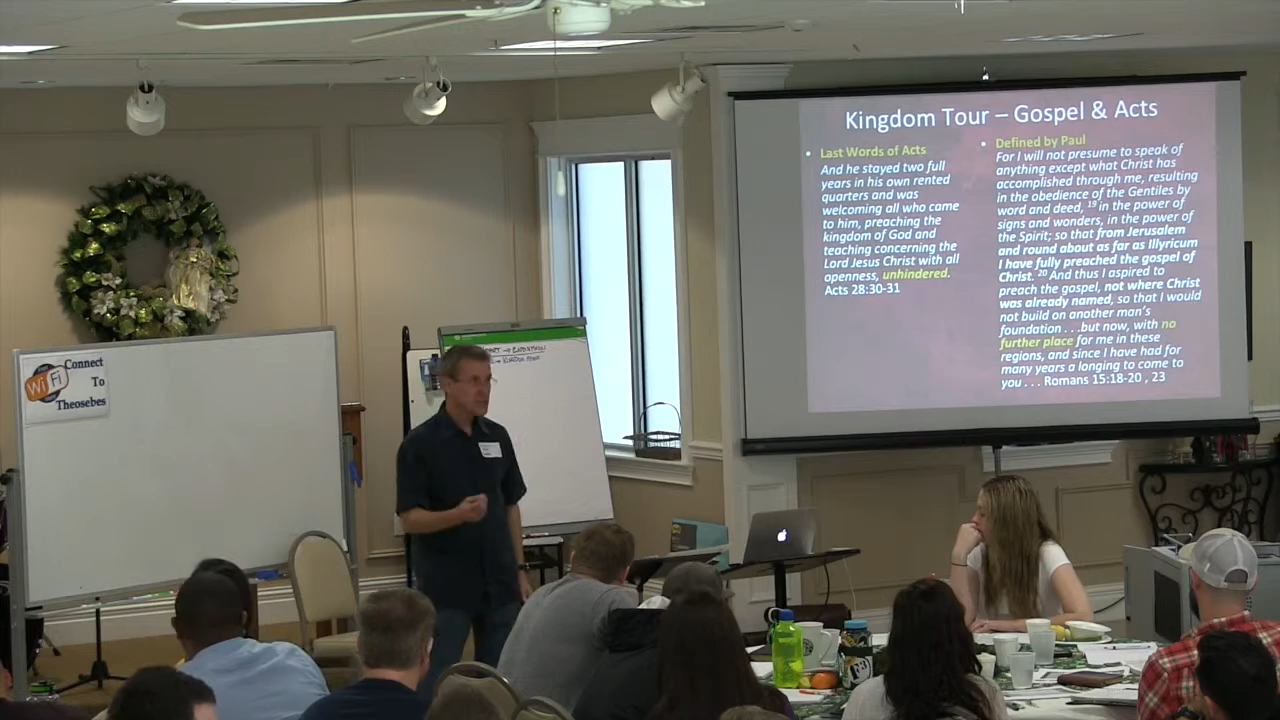 Kingdom Tour – Gospel & Acts
• Last Words of Acts
And he stayed two full
years in his own rented
quarters and was
welcoming all who came
to him, preaching the
kingdom of God and
teaching concerning the
Lord Jesus Christ with all
openness, unhindered.
Acts 28:30-31
• Defined by Paul
For I will not presume to speak of
anything except what Christ has
accomplished through me, resulting
in the obedience of the Gentiles by
word and deed, 19 in the power of
signs and wonders, in the power of
the Spirit; so that from Jerusalem
and round about as far as Illyricum
I have fully preached the gospel of
Christ. 20 And thus I aspired to
preach the gospel, not where Christ
was already named, so that I would
not build on another man's
foundation . . .but now, with no
further place for me in these
regions, and since I have had for
many years a longing to come to
you . . . Romans 15:18-20 , 23
WiFi
Connect
To
Theosebes